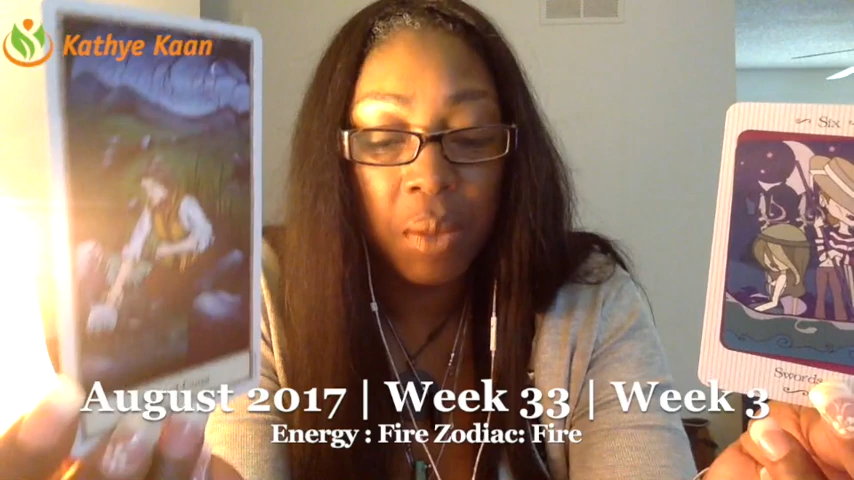 Kathye Kaan
Six
Swords
August 2017 | Week 33 | Week 3
Energy : Fire Zodiac: Fire